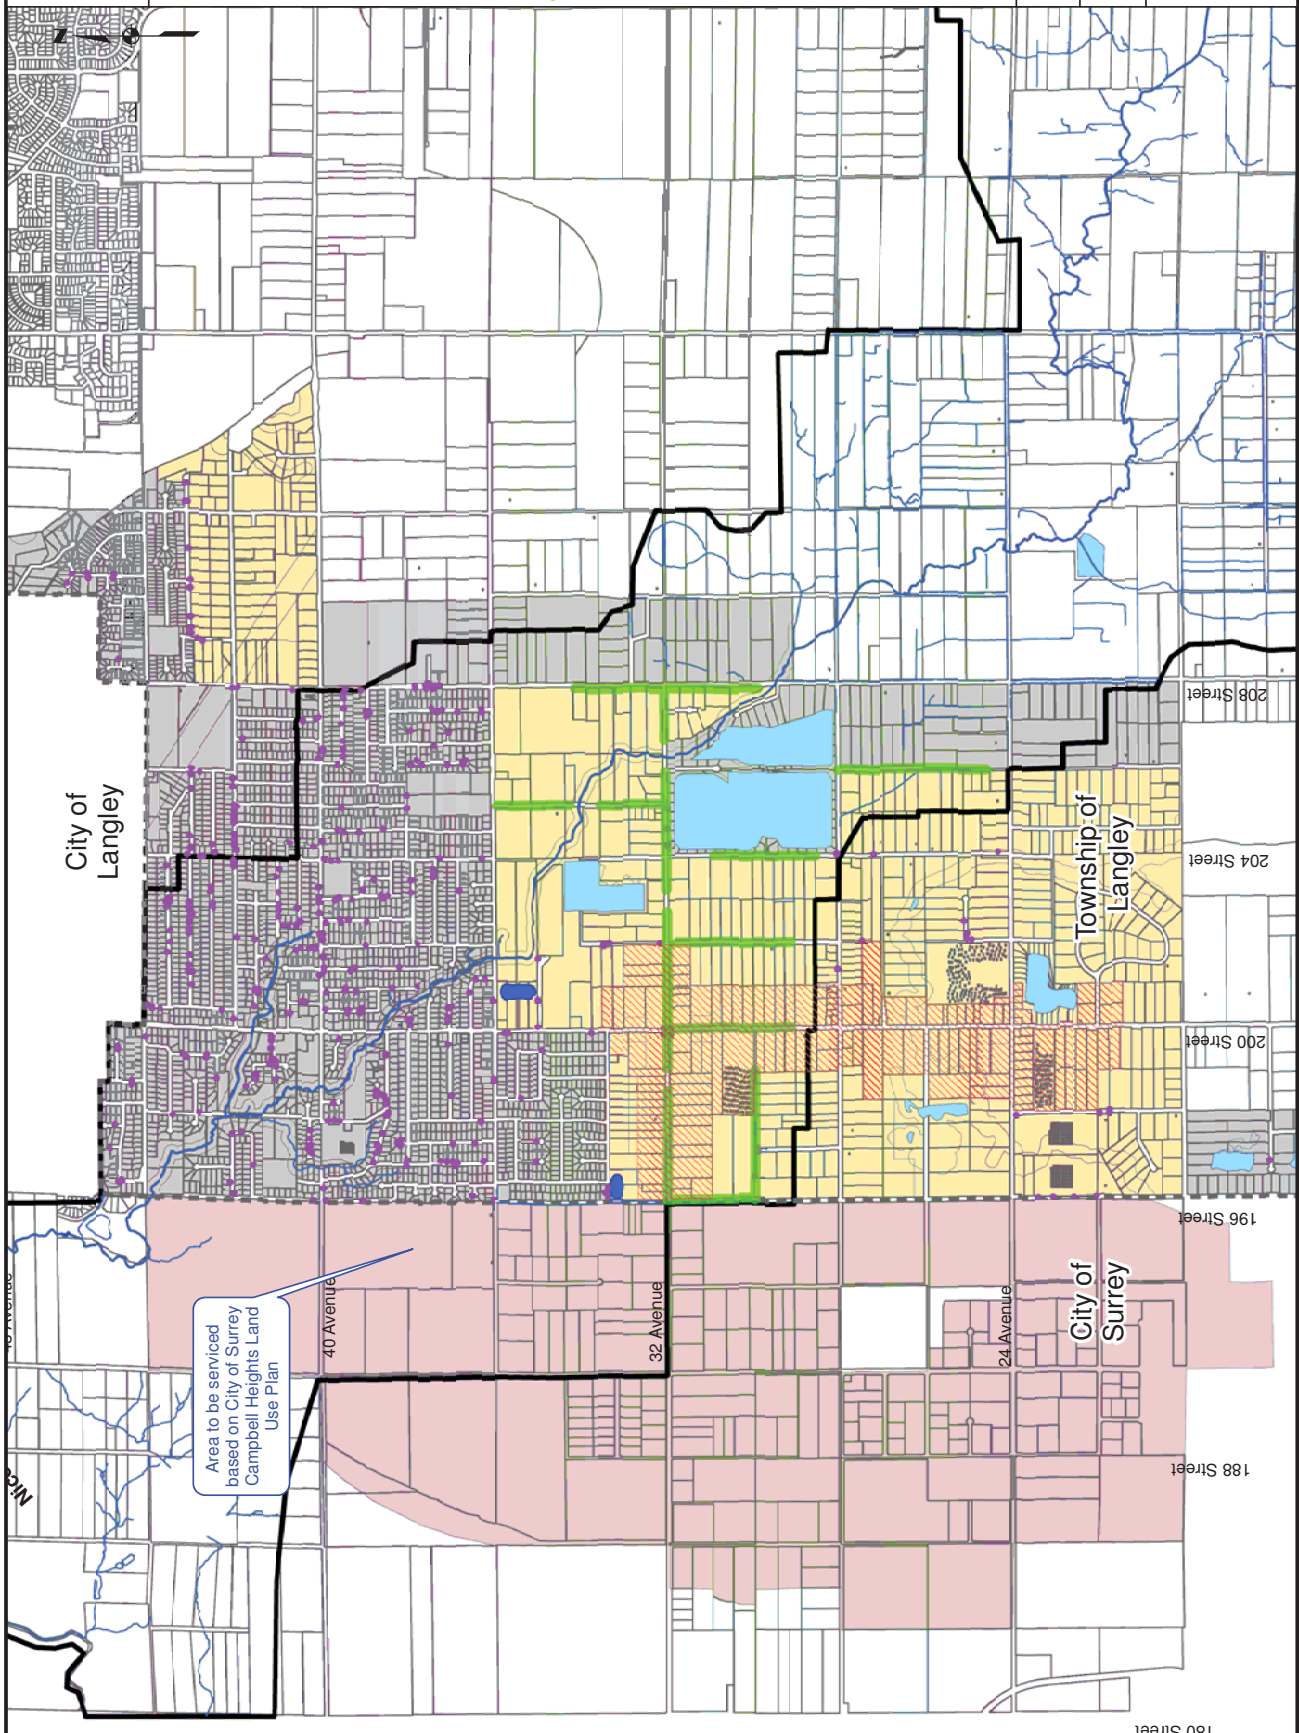 N
City of
Langley
Township of
Langley
208 Street
204 Street
200 Street
196 Street
188 Street
40 Avenue
32 Avenue
24 Avenue
City of
Surrey
Area to be serviced
based on City of Surrey
Campbell Heights Land
Use Plan